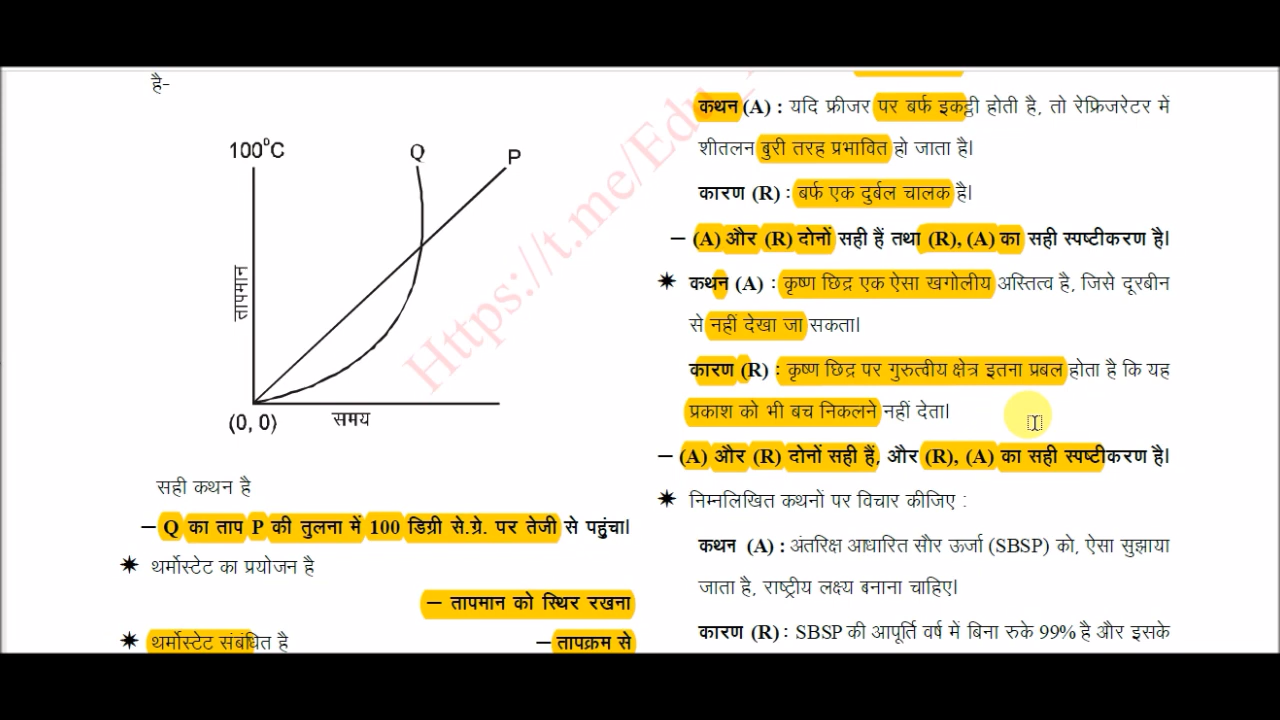 है-
100°C
Q
P
तापमान
(0, 0)
समय
सही कथन है
– Q का ताप P की तुलना में 100 डिग्री से.ग्रे. पर तेजी से पहुंचा।
✷ थर्मोस्टेट का प्रयोजन है
– तापमान को स्थिर रखना
✷ थर्मोस्टेट संबंधित है – तापक्रम से
कथन (A) : यदि फ्रीजर पर बर्फ इकट्ठी होती है, तो रेफ्रिजरेटर में
शीतलन बुरी तरह प्रभावित हो जाता है।
कारण (R) : बर्फ एक दुर्बल चालक है।
– (A) और (R) दोनों सही हैं तथा (R), (A) का सही स्पष्टीकरण है।
✷ कथन (A) : कृष्ण छिद्र एक ऐसा खगोलीय अस्तित्व है, जिसे दूरबीन
से नहीं देखा जा सकता।
कारण (R) : कृष्ण छिद्र पर गुरुत्वीय क्षेत्र इतना प्रबल होता है कि यह
प्रकाश को भी बच निकलने नहीं देता।
– (A) और (R) दोनों सही हैं, और (R), (A) का सही स्पष्टीकरण है।
✷ निम्नलिखित कथनों पर विचार कीजिए :
कथन (A) : अंतरिक्ष आधारित सौर ऊर्जा (SBSP) को, ऐसा सुझाया
जाता है, राष्ट्रीय लक्ष्य बनाना चाहिए।
कारण (R) : SBSP की आपूर्ति वर्ष में बिना रुके 99% है और इसके
Https://t.me/Edu